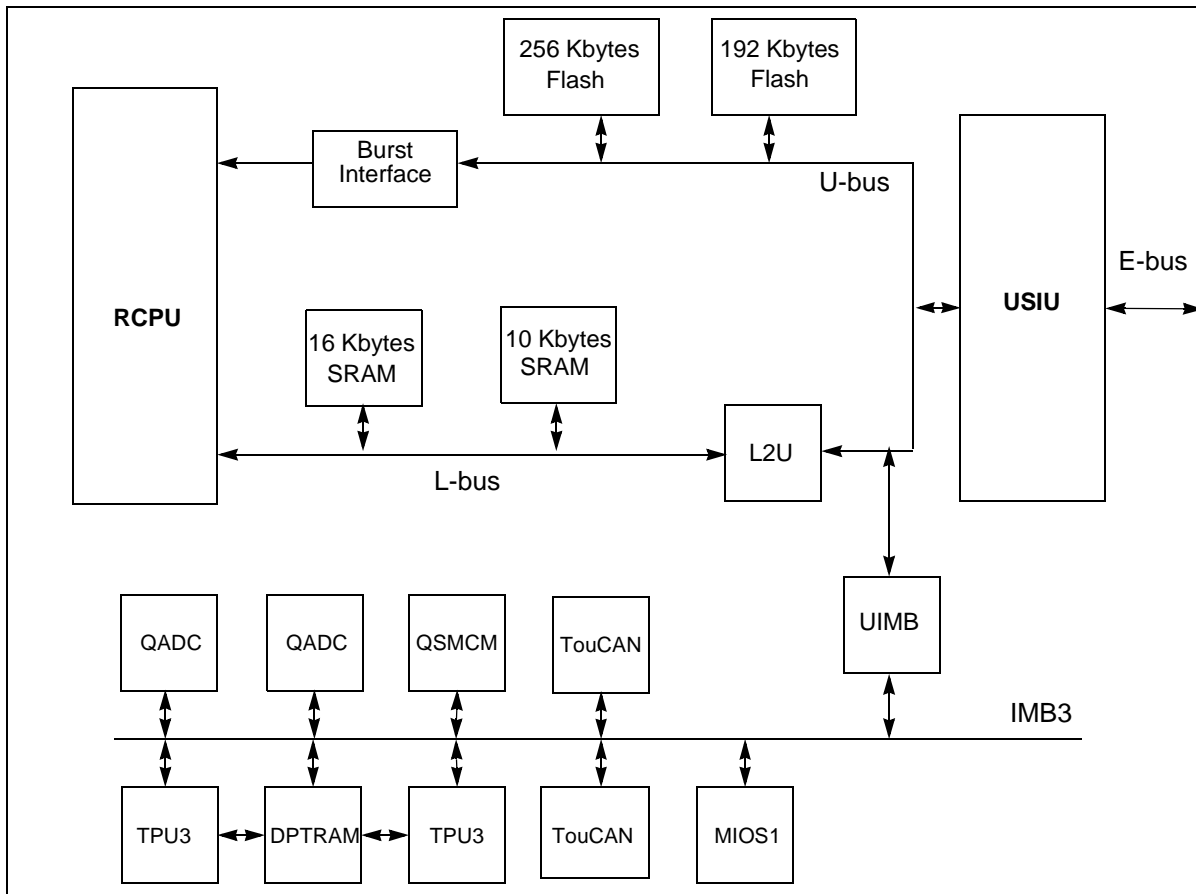 256 Kbytes
Flash
192 Kbytes
Flash
Burst
Interface
U-bus
E-bus
RCPU
USIU
16 Kbytes
SRAM
10 Kbytes
SRAM
L2U
L-bus
UIMB
QADC
QADC
QSMCM
TouCAN
IMB3
TPU3
DPTRAM
TPU3
TouCAN
MIOS1